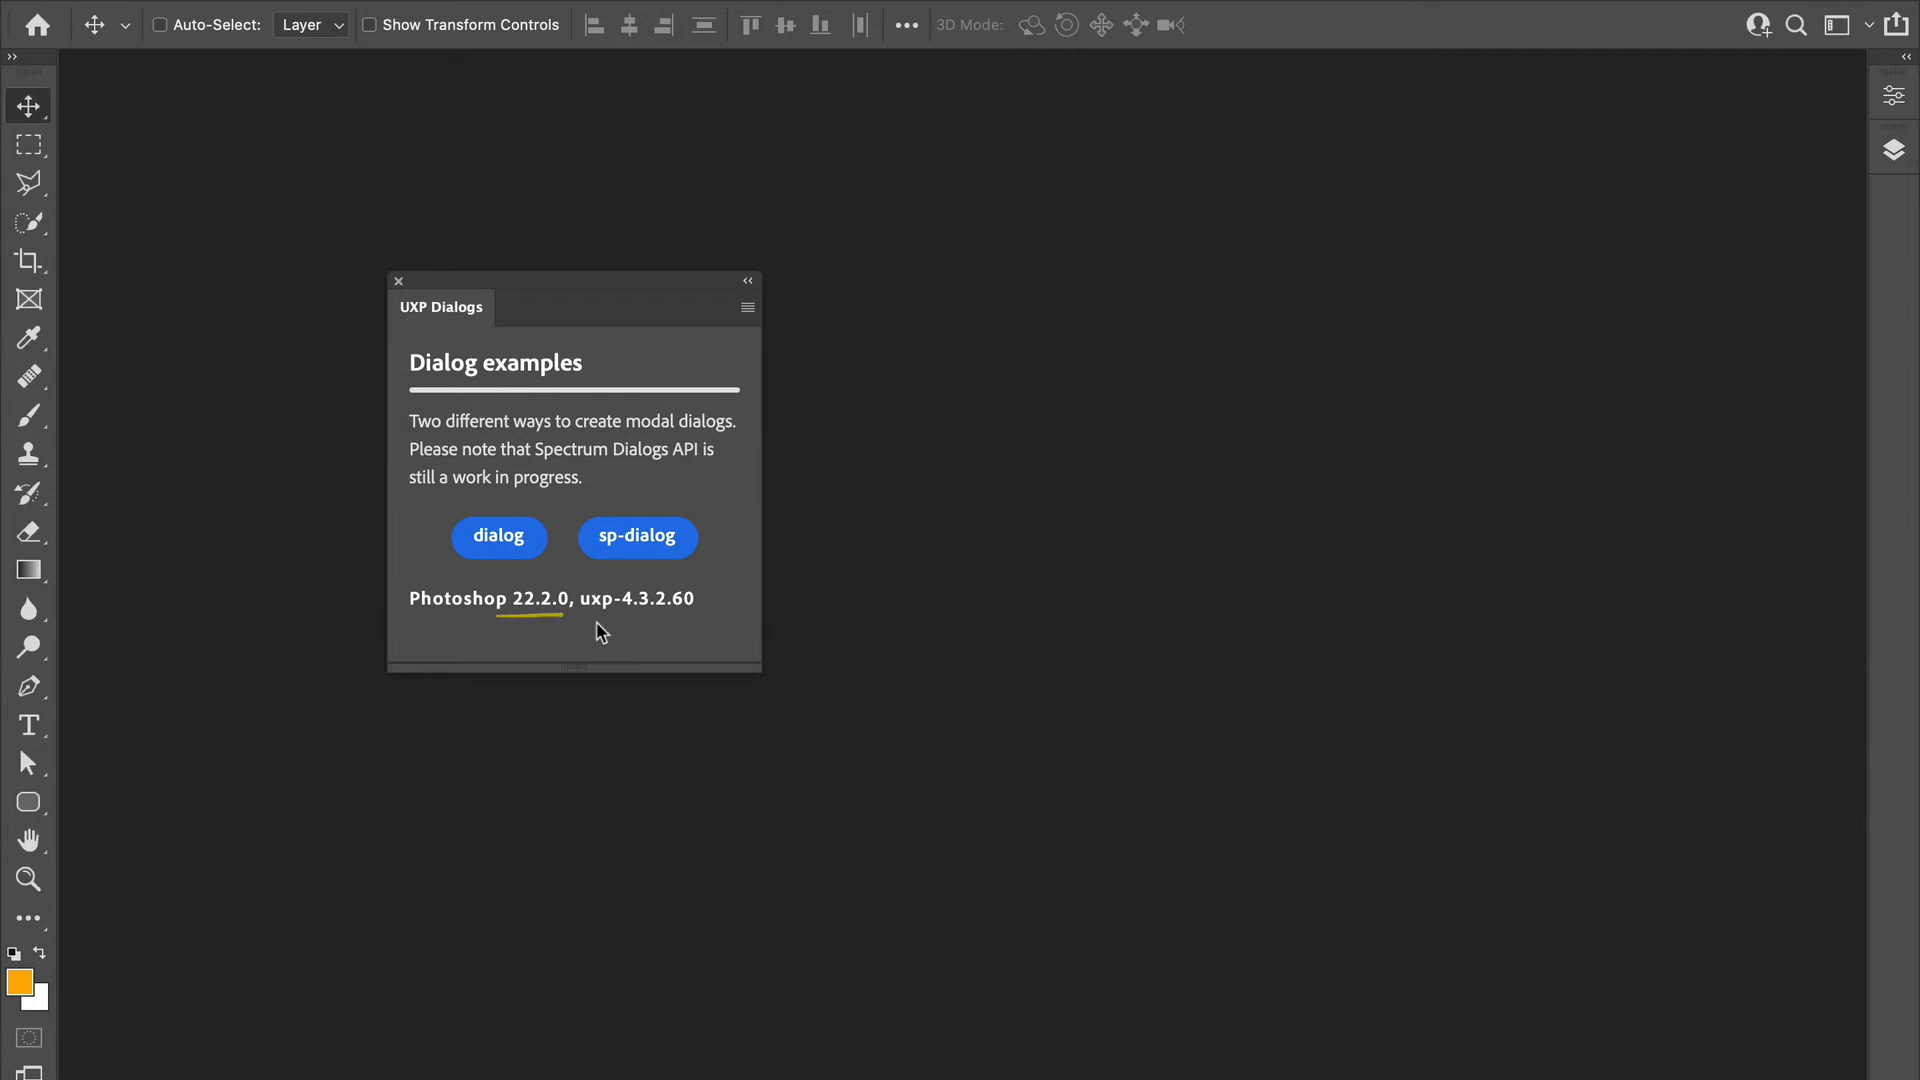 Auto-Select: Layer Show Transform Controls 3D Mode:
UXP Dialogs
Dialog examples
Two different ways to create modal dialogs.
Please note that Spectrum Dialogs API is
still a work in progress.
dialog sp-dialog
Photoshop 22.2.0, uxp-4.3.2.60